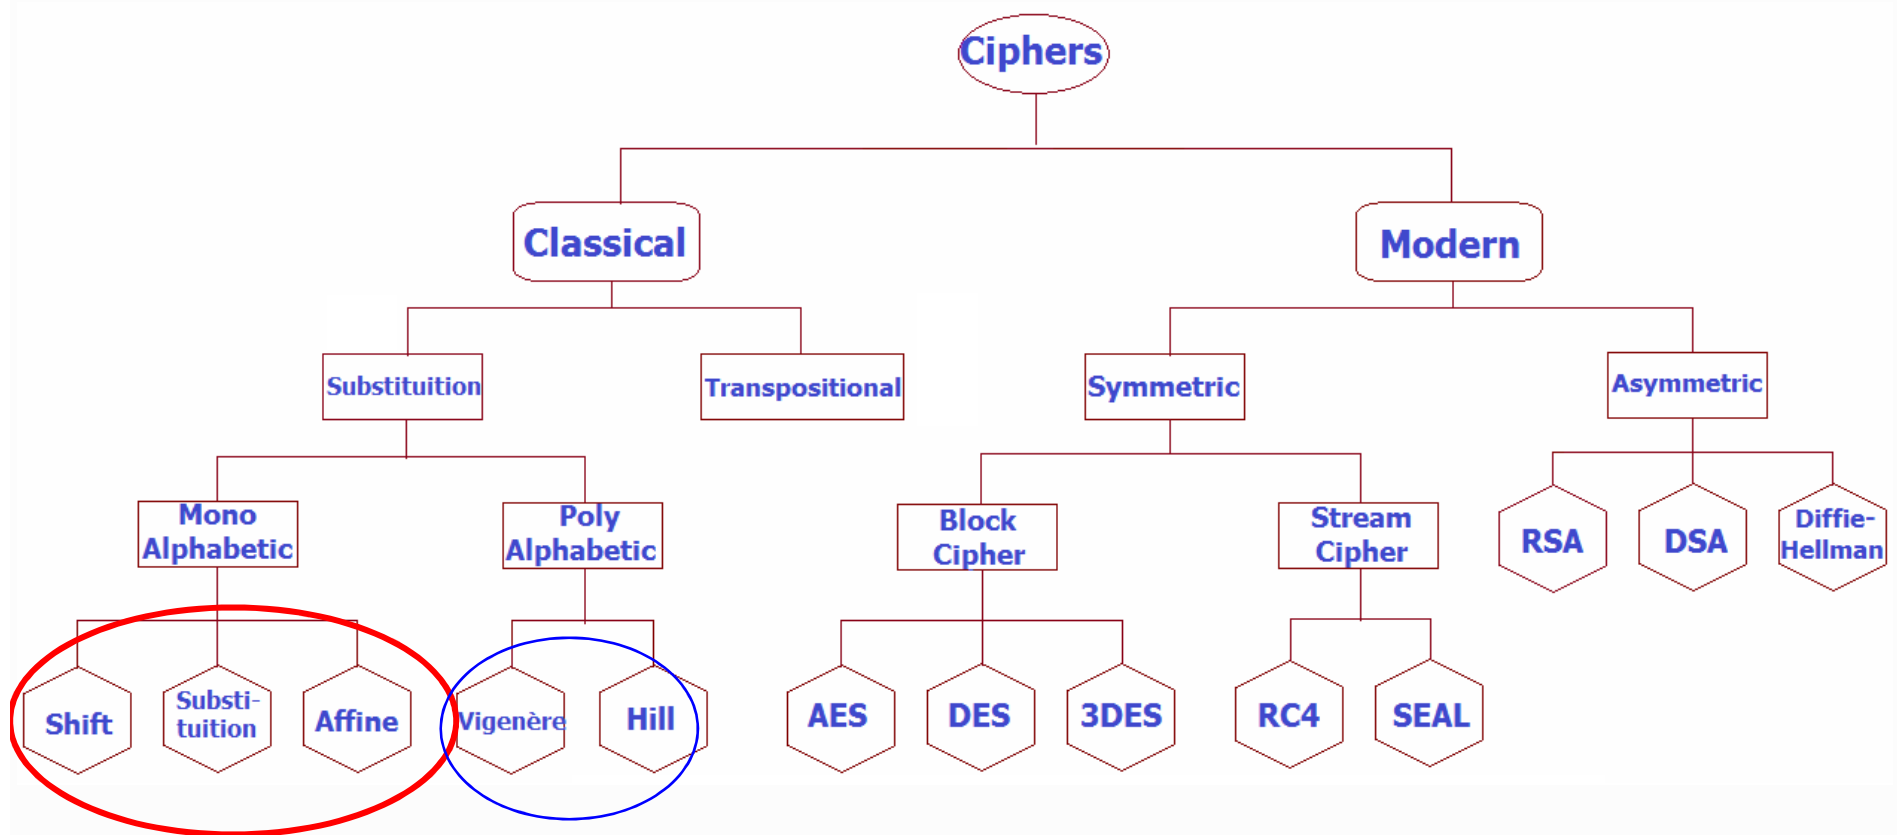 Ciphers
Classical
Modern
Substituition
Transpositional
Symmetric
Asymmetric
Mono
Alphabetic
Poly
Alphabetic
Block
Cipher
Stream
Cipher
RSA
DSA
Diffie-
Hellman
Shift
Substi-
tuition
Affine
Vigenère
Hill
AES
DES
3DES
RC4
SEAL